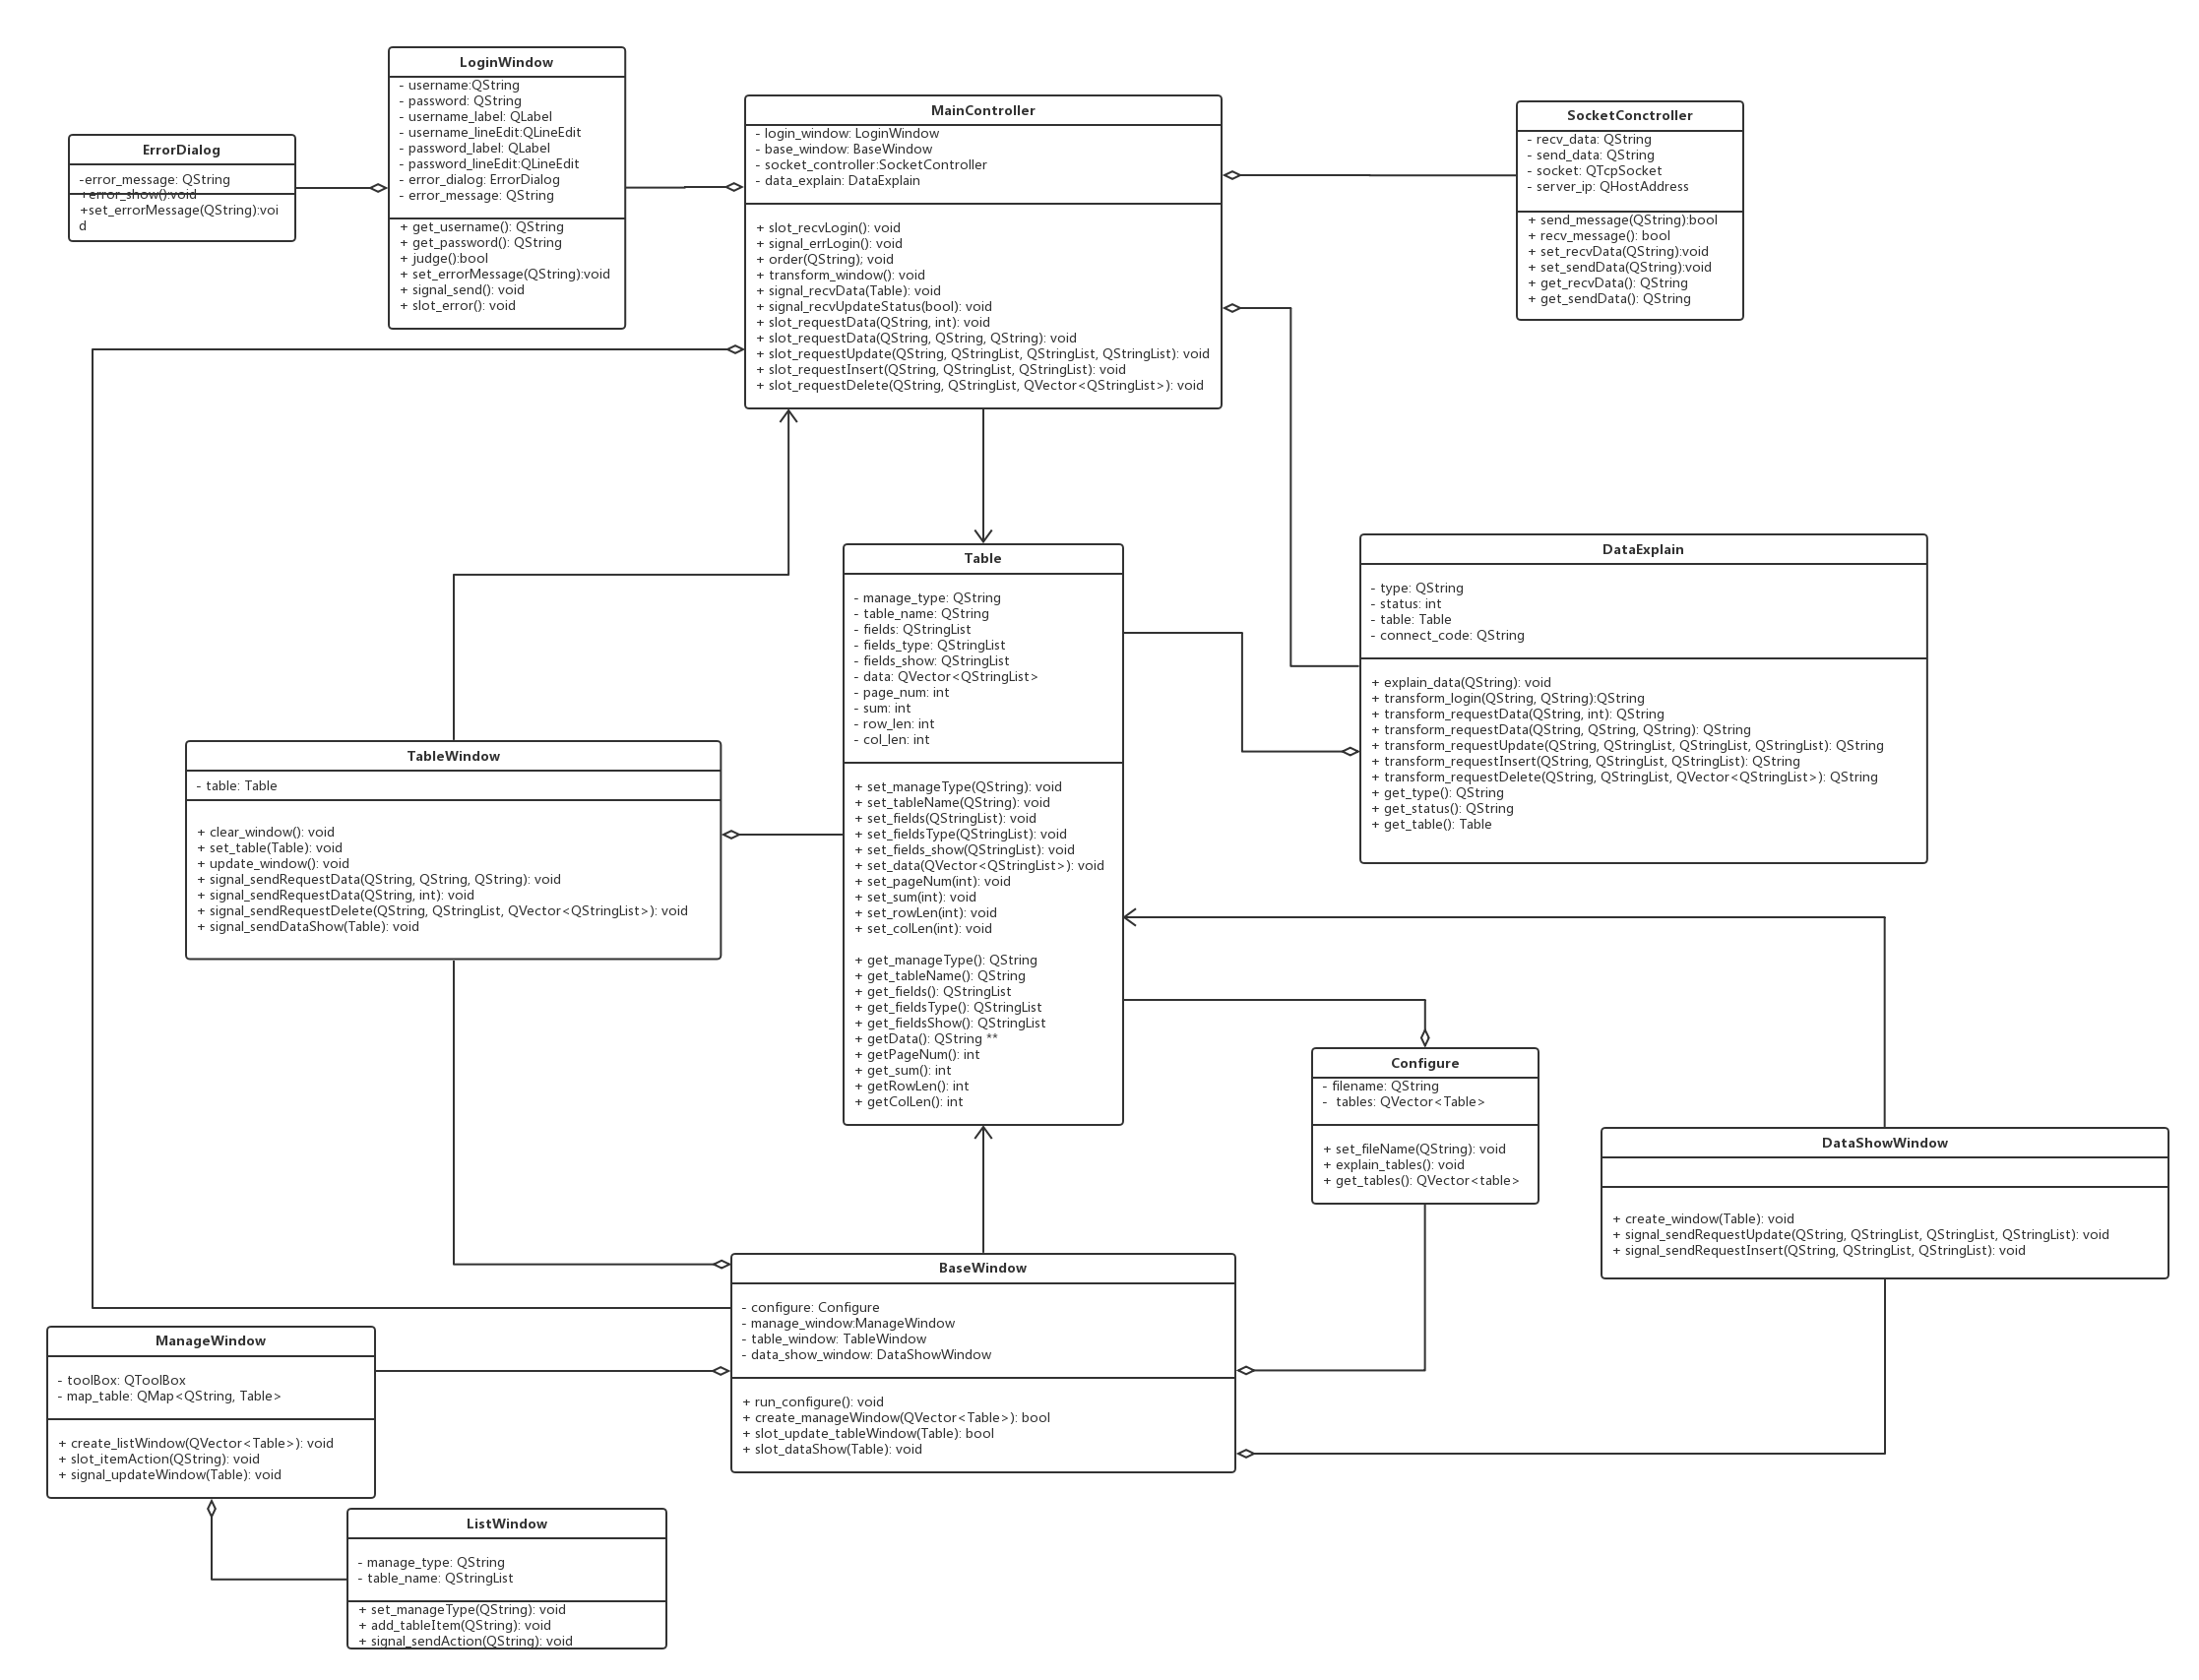 LoginWindow
- username:QString
- password: QString
- username_label: QLabel
- username_lineEdit:QLineEdit
- password_label: QLabel
- password_lineEdit:QLineEdit
- error_dialog: ErrorDialog
- error_message: QString
+ get_username(): QString
+ get_password(): QString
+ judge():bool
+ set_errorMessage(QString):void
+ signal_send(): void
+ slot_error(): void
ErrorDialog
-error_message: QString
+error_show():void
+set_errorMessage(QString):voi
d
MainController
- login_window: LoginWindow
- base_window: BaseWindow
- socket_controller:SocketController
- data_explain: DataExplain
+ slot_recvLogin(): void
+ signal_errLogin(): void
+ order(QString); void
+ transform_window(): void
+ signal_recvData(Table): void
+ signal_recvUpdateStatus(bool): void
+ slot_requestData(QString, int): void
+ slot_requestData(QString, QString, QString): void
+ slot_requestUpdate(QString, QStringList, QStringList, QStringList): void
+ slot_requestInsert(QString, QStringList, QStringList): void
+ slot_requestDelete(QString, QStringList, QVector<QStringList>): void
SocketConctroller
- recv_data: QString
- send_data: QString
- socket: QTcpSocket
- server_ip: QHostAddress
+ send_message(QString):bool
+ recv_message(): bool
+ set_recvData(QString):void
+ set_sendData(QString):void
+ get_recvData(): QString
+ get_sendData(): QString
Table
- manage_type: QString
- table_name: QString
- fields: QStringList
- fields_type: QStringList
- fields_show: QStringList
- data: QVector<QStringList>
- page_num: int
- sum: int
- row_len: int
- col_len: int
+ set_manageType(QString): void
+ set_tableName(QString): void
+ set_fields(QStringList): void
+ set_fieldsType(QStringList): void
+ set_fields_show(QStringList): void
+ set_data(QVector<QStringList>): void
+ set_pageNum(int): void
+ set_sum(int): void
+ set_rowLen(int): void
+ set_colLen(int): void
+ get_manageType(): QString
+ get_tableName(): QString
+ get_fields(): QStringList
+ get_fieldsType(): QStringList
+ get_fieldsShow(): QStringList
+ getData(): QString **
+ getPageNum(): int
+ get_sum(): int
+ getRowLen(): int
+ getColLen(): int
DataExplain
- type: QString
- status: int
- table: Table
- connect_code: QString
+ explain_data(QString): void
+ transform_login(QString, QString):QString
+ transform_requestData(QString, int): QString
+ transform_requestData(QString, QString, QString): QString
+ transform_requestUpdate(QString, QStringList, QStringList, QStringList): QString
+ transform_requestInsert(QString, QStringList, QStringList): QString
+ transform_requestDelete(QString, QStringList, QVector<QStringList>): QString
+ get_type(): QString
+ get_status(): QString
+ get_table(): Table
TableWindow
- table: Table
+ clear_window(): void
+ set_table(Table): void
+ update_window(): void
+ signal_sendRequestData(QString, QString, QString): void
+ signal_sendRequestData(QString, int): void
+ signal_sendRequestDelete(QString, QStringList, QVector<QStringList>): void
+ signal_sendDataShow(Table): void
Configure
- filename: QString
- tables: QVector<Table>
+ set_fileName(QString): void
+ explain_tables(): void
+ get_tables(): QVector<table>
DataShowWindow
+ create_window(Table): void
+ signal_sendRequestUpdate(QString, QStringList, QStringList, QStringList): void
+ signal_sendRequestInsert(QString, QStringList, QStringList): void
BaseWindow
- configure: Configure
- manage_window:ManageWindow
- table_window: TableWindow
- data_show_window: DataShowWindow
+ run_configure(): void
+ create_manageWindow(QVector<Table>): bool
+ slot_update_tableWindow(Table): bool
+ slot_dataShow(Table): void
ManageWindow
- toolBox: QToolBox
- map_table: QMap<QString, Table>
+ create_listWindow(QVector<Table>): void
+ slot_itemAction(QString): void
+ signal_updateWindow(Table): void
ListWindow
- manage_type: QString
- table_name: QStringList
+ set_manageType(QString): void
+ add_tableItem(QString): void
+ signal_sendAction(QString): void